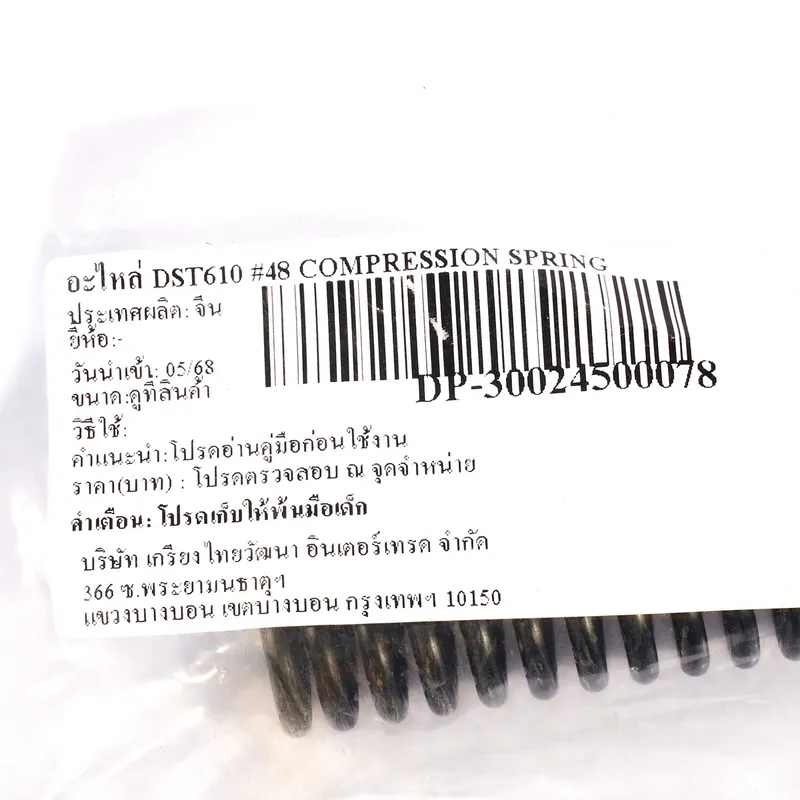 อะไหล่ DST610 #48 COMPRESSION SPRING
ประเทศผลิต: จีน
ยี่ห้อ:-
วันนำเข้า: 05/68
ขนาด:ดูที่สินค้า
DP-30024500078
วิธีใช้:
คำแนะนำ:โปรดอ่านคู่มือก่อนใช้งาน
ราคา(บาท) : โปรดตรวจสอบ ณ จุดจำหน่าย
คำเตือน: โปรดเก็บให้พ้นมือเด็ก
บริษัท เกรียงไทยวัฒนา อินเตอร์เทรด จำกัด
366 ซ.พระยามนธาตุฯ
แขวงบางบอน เขตบางบอน กรุงเทพฯ 10150